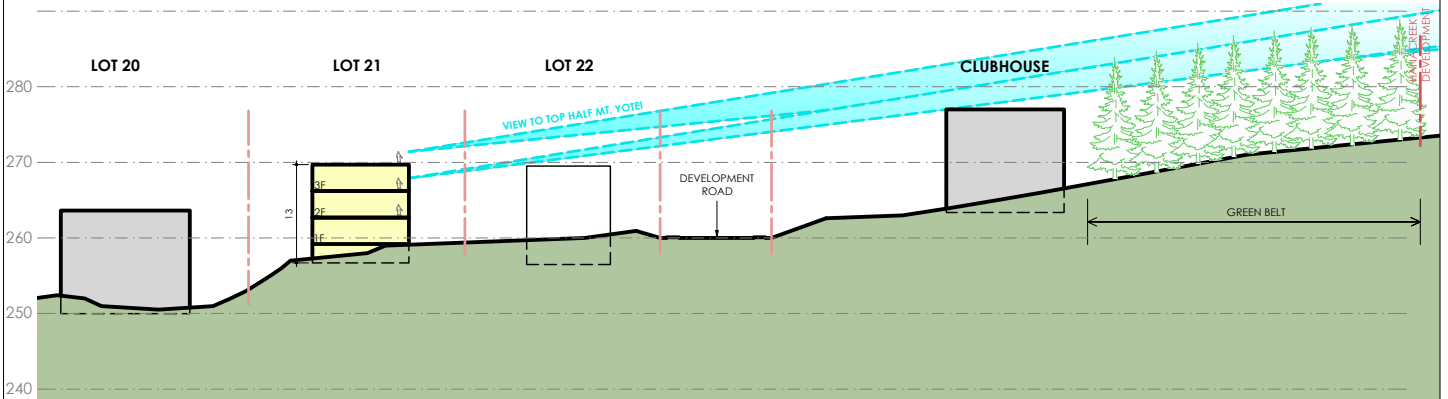 LOT 20
LOT 21
LOT 22
CLUBHOUSE
DEVELOPMENT
280
VIEW TO TOP HALF MT. YOTEI
270
3F
2F
1F
13
DEVELOPMENT
ROAD
GREEN BELT
260
250
240